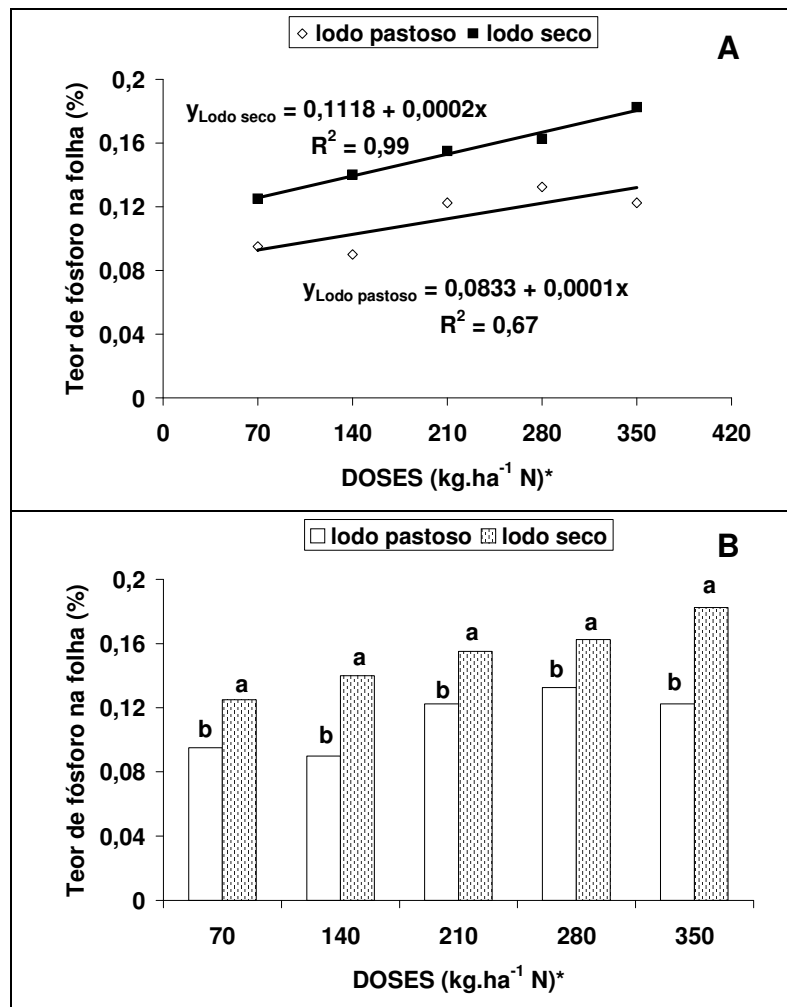 ◇ lodo pastoso ■ lodo seco
A
0,2
0,16
0,12
0,08
0,04
0
Teor de fósforo na folha (%)
yLodo seco = 0,1118 + 0,0002x
R² = 0,99
yLodo pastoso = 0,0833 + 0,0001x
R² = 0,67
0 70 140 210 280 350 420
DOSES (kg.ha⁻¹ N)*
lodo pastoso lodo seco
B
0,2
0,16
0,12
0,08
0,04
0
Teor de fósforo na folha (%)
b a b a b a b a b a
70 140 210 280 350
DOSES (kg.ha⁻¹ N)*